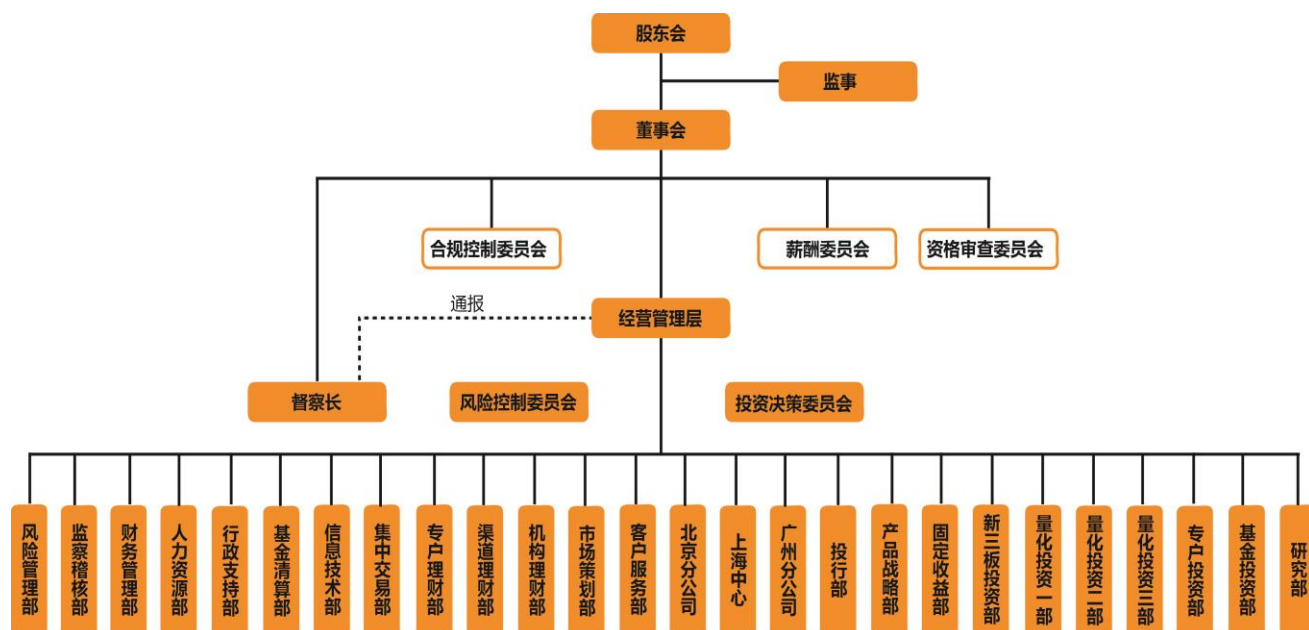 股东会
监事
董事会
合规控制委员会
薪酬委员会
资格审查委员会
通报
经营管理层
督察长
风险控制委员会
投资决策委员会
风险管理部
监察稽核部
财务管理部
人力资源部
行政支持部
基金清算部
信息技术部
集中交易部
专户理财部
渠道理财部
机构理财部
市场策划部
客户服务部
北京分公司
上海中心
广州分公司
投行部
产品战略部
固定收益部
新三板投资部
量化投资一部
量化投资二部
量化投资三部
专户投资部
基金投资部
研究部